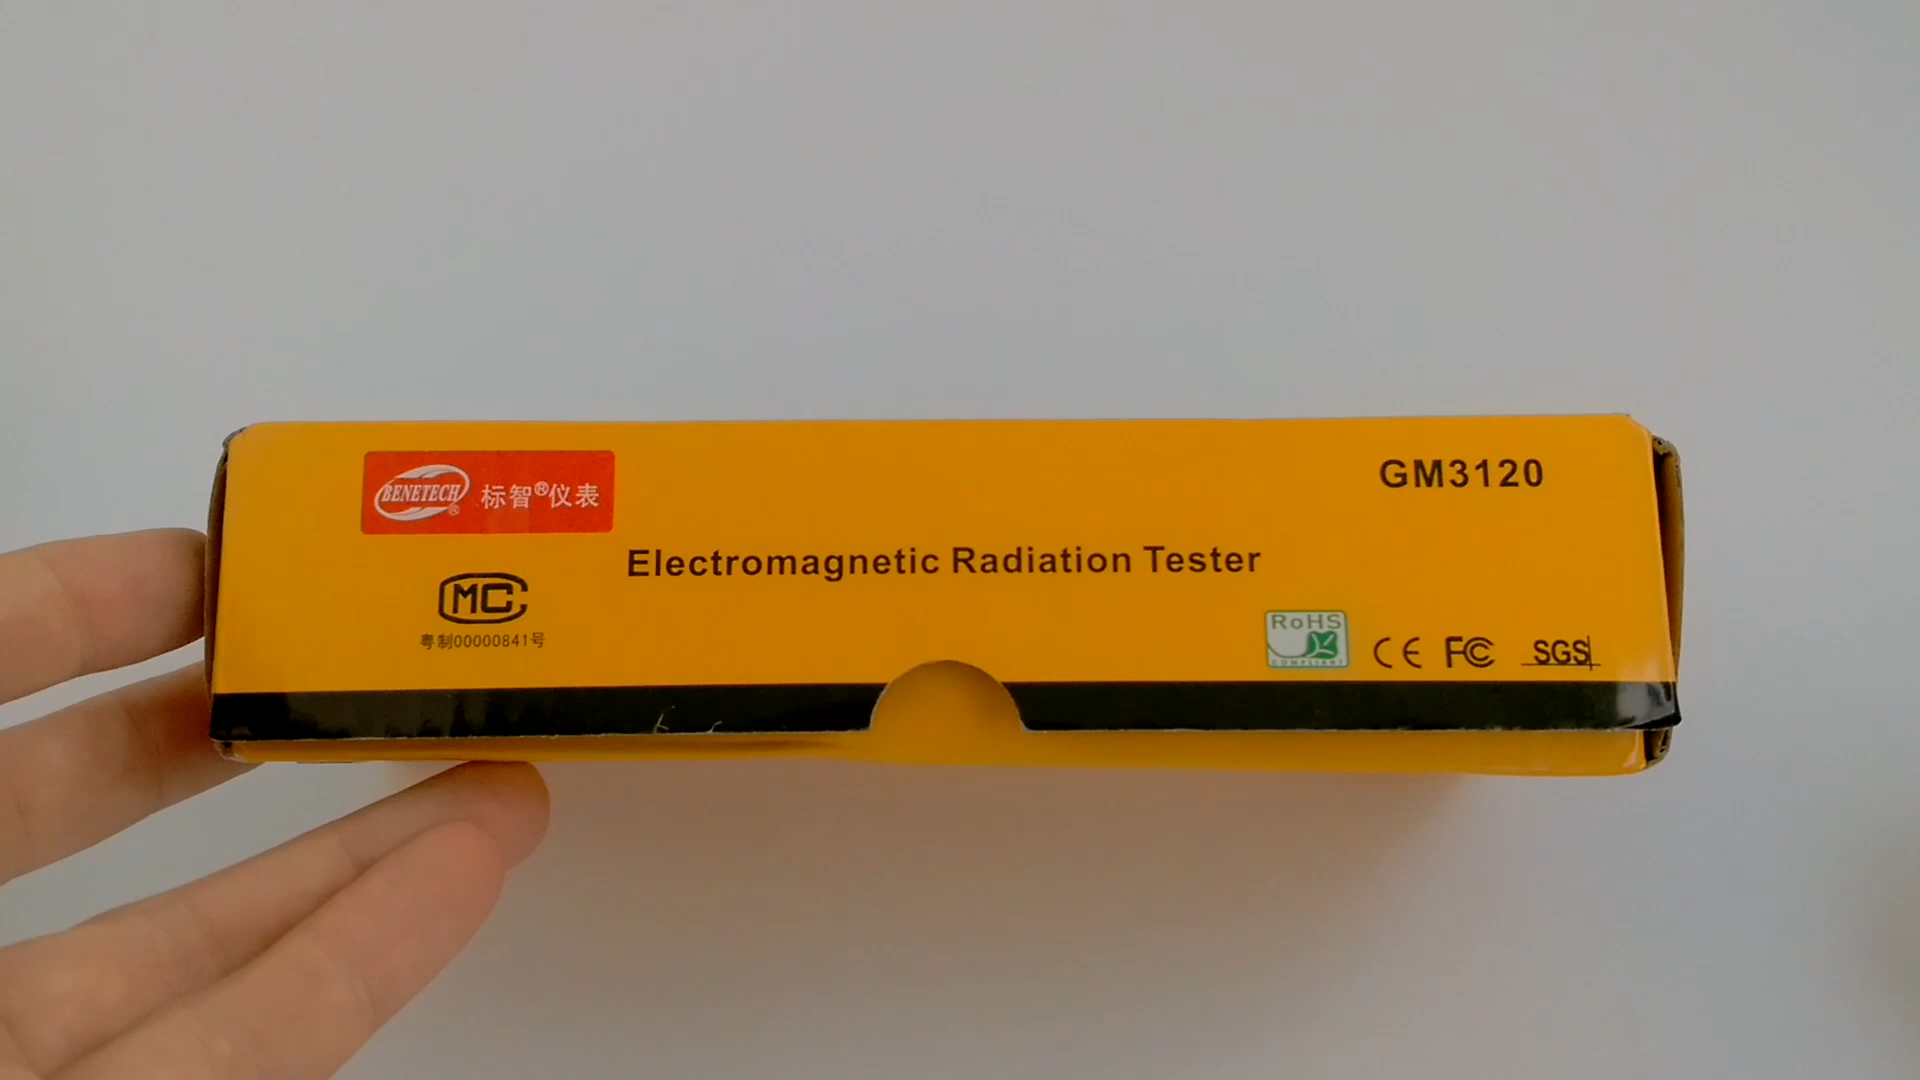 BENETECH® 标智®仪表
GM3120
Electromagnetic Radiation Tester
MC
粤制00000841号
RoHS
COMPLIANT
CE FC SGS